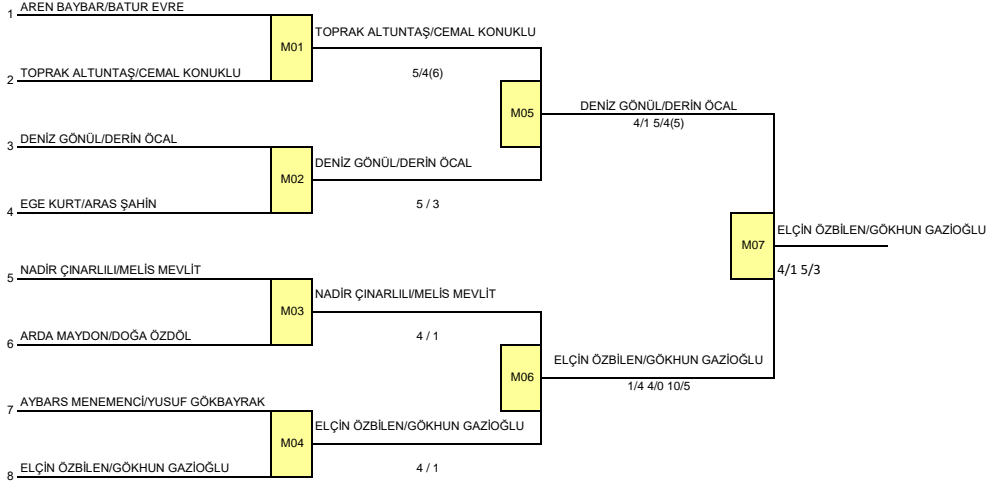 1 AREN BAYBAR/BATUR EVRE
M01
TOPRAK ALTUNTAŞ/CEMAL KONUKLU
5/4(6)
2 TOPRAK ALTUNTAŞ/CEMAL KONUKLU
M05
DENİZ GÖNÜL/DERİN ÖCAL
4/1 5/4(5)
3 DENİZ GÖNÜL/DERİN ÖCAL
M02
DENİZ GÖNÜL/DERİN ÖCAL
5 / 3
4 EGE KURT/ARAS ŞAHİN
M07
ELÇİN ÖZBİLEN/GÖKHUN GAZİOĞLU
4/1 5/3
5 NADİR ÇINARLILI/MELİS MEVLİT
M03
NADİR ÇINARLILI/MELİS MEVLİT
4 / 1
6 ARDA MAYDON/DOĞA ÖZDÖL
M06
ELÇİN ÖZBİLEN/GÖKHUN GAZİOĞLU
1/4 4/0 10/5
7 AYBARS MENEMENCİ/YUSUF GÖKBAYRAK
M04
ELÇİN ÖZBİLEN/GÖKHUN GAZİOĞLU
4 / 1
8 ELÇİN ÖZBİLEN/GÖKHUN GAZİOĞLU